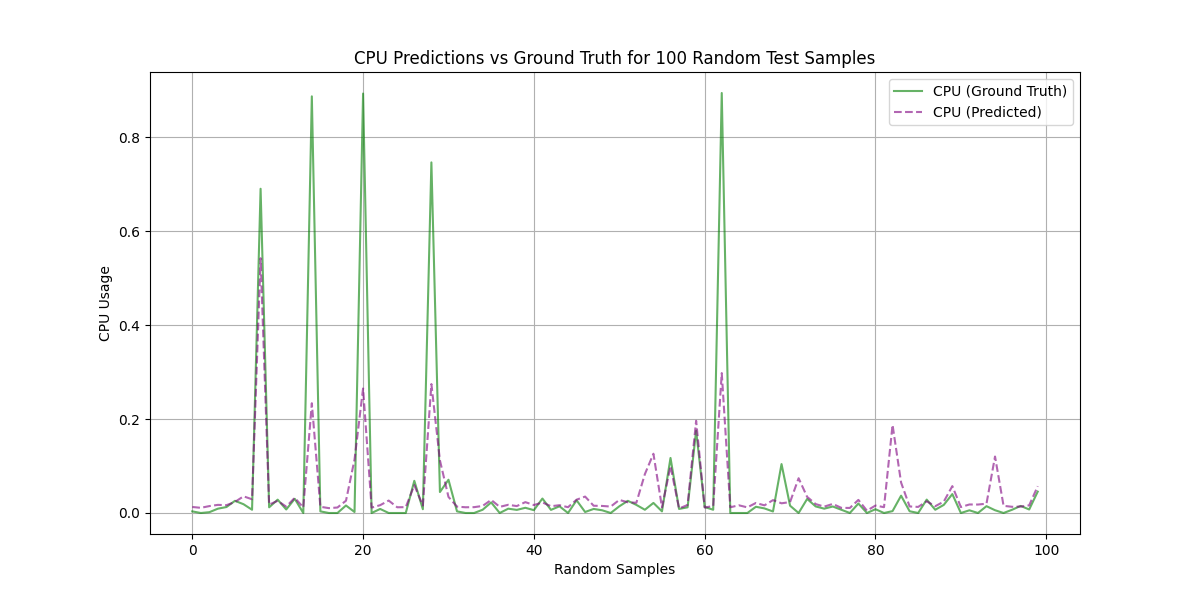 CPU Predictions vs Ground Truth for 100 Random Test Samples
CPU (Ground Truth)
CPU (Predicted)
CPU Usage
0.8
0.6
0.4
0.2
0.0
0 20 40 60 80 100
Random Samples